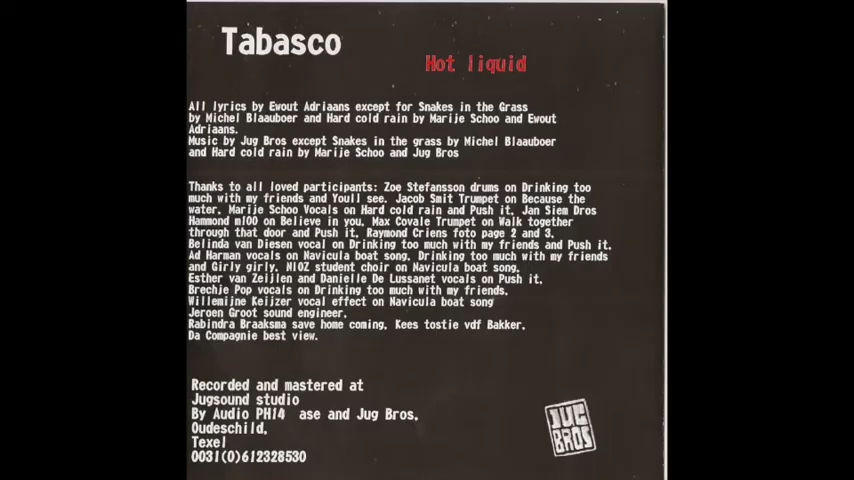 Tabasco
Hot liquid
All lyrics by Ewout Adriaans except for Snakes in the Grass
by Michel Blaauboer and Hard cold rain by Marije Schoo and Ewout
Adriaans.
Music by Jug Bros except Snakes in the grass by Michel Blaauboer
and Hard cold rain by Marije Schoo and Jug Bros
Thanks to all loved participants: Zoe Stefansson drums on Drinking too
much with my friends and Youll see. Jacob Smit Trumpet on Because the
water. Marije Schoo Vocals on Hard cold rain and Push it. Jan Siem Dros
Hammond m100 on Believe in you. Max Covale Trumpet on Walk together
through that door and Push it. Raymond Criens foto page 2 and 3.
Belinda van Diesen vocal on Drinking too much with my friends and Push it.
Ad Harman vocals on Navicula boat song, Drinking too much with my friends
and Girly girly. NIOZ student choir on Navicula boat song.
Esther van Zeijlen and Danielle De Lussanet vocals on Push it.
Brechje Pop vocals on Drinking too much with my friends.
Willemijne Keijzer vocal effect on Navicula boat song
Jeroen Groot sound engineer.
Rabindra Braaksma save home coming. Kees tostie vdf Bakker.
Da Compagnie best view.
Recorded and mastered at
Jugsound studio
By Audio PH14 ase and Jug Bros.
Oudeschild,
Texel
0031(0)612328530
JUG
BROS